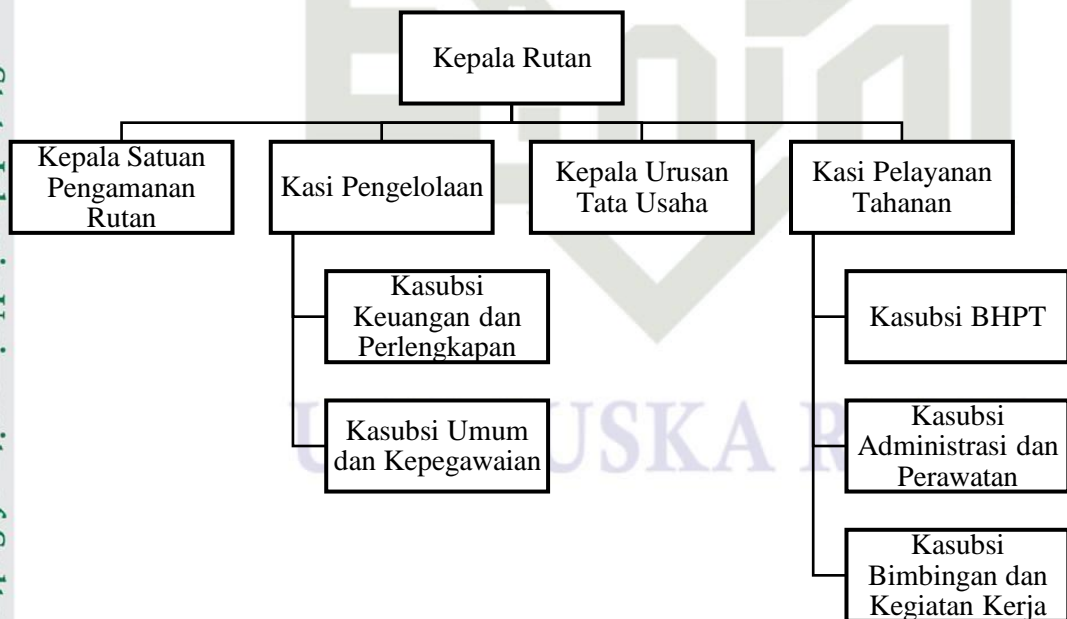 Kepala Rutan
Kepala Satuan
Pengamanan
Rutan
Kasi Pengelolaan
Kepala Urusan
Tata Usaha
Kasi Pelayanan
Tahanan
Kasubsi
Keuangan dan
Perlengkapan
Kasubsi Umum
dan Kepegawaian
Kasubsi BHPT
Kasubsi
Administrasi dan
Perawatan
Kasubsi
Bimbingan dan
Kegiatan Kerja
USKA